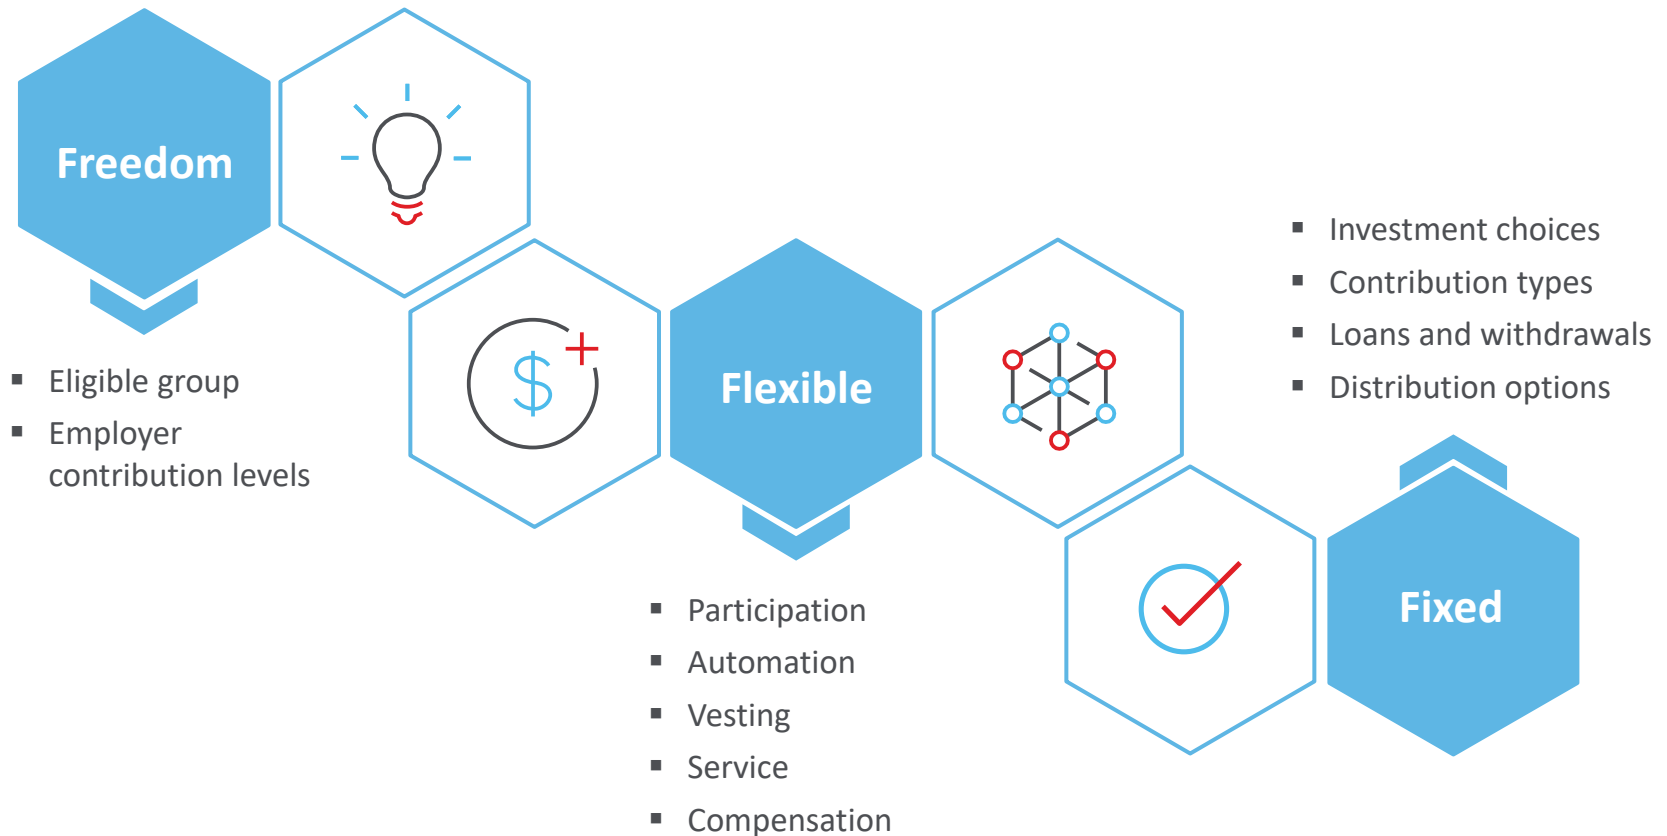 Freedom
▪ Eligible group
▪ Employer
contribution levels
$
Flexible
▪ Participation
▪ Automation
▪ Vesting
▪ Service
▪ Compensation
▪ Investment choices
▪ Contribution types
▪ Loans and withdrawals
▪ Distribution options
Fixed